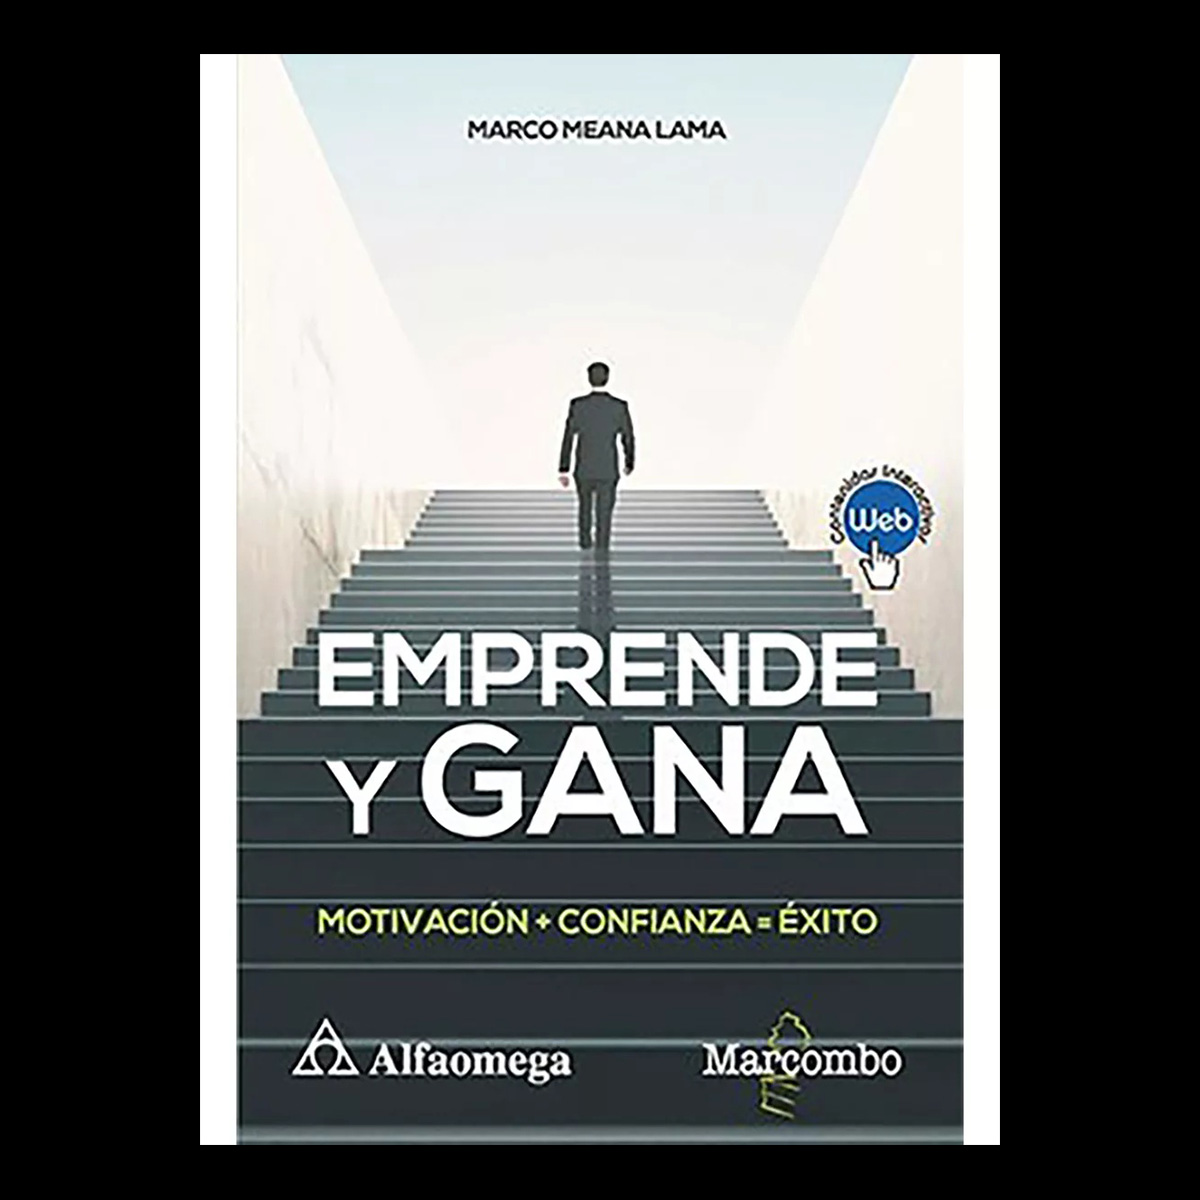 MARCO MEANA LAMA
Contenidos Interactivos
Web
EMPRENDE
Y GANA
MOTIVACIÓN + CONFIANZA = ÉXITO
Alfaomega
Marcombo